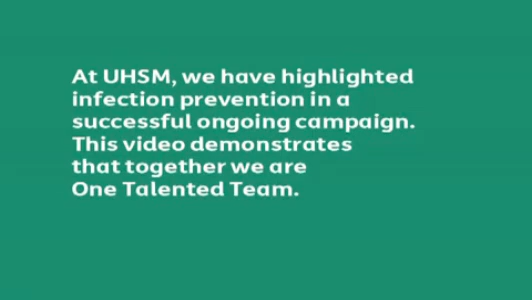 At UHSM, we have highlighted
infection prevention in a
successful ongoing campaign.
This video demonstrates
that together we are
One Talented Team.